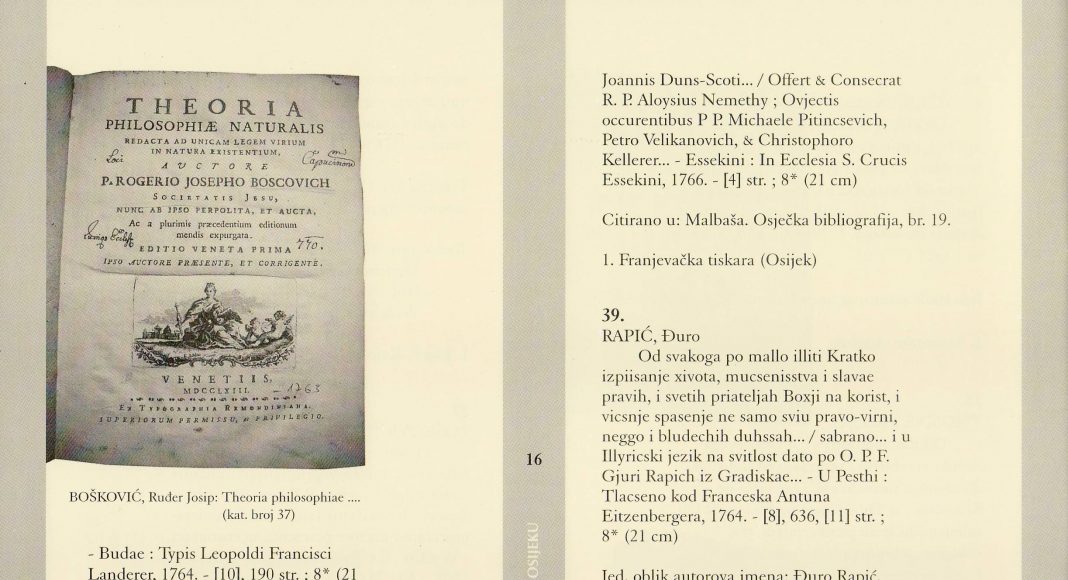 THEORIA
PHILOSOPHIÆ NATURALIS
REDACTA AD UNICAM LEGEM VIRIUM
IN NATURA EXISTENTIUM,
AUCTORE
P. ROGERIO JOSEPHO BOSCOVICH
SOCIETATIS JESU,
NUNC AB IPSO PERPOLITA, ET AUCTA,
Ac a plurimis præcedentium editionum
mendis expurgata.
EDITIO VENETA PRIMA
IPSO AUCTORE PRÆSENTE, ET CORRIGENTE.
Loci
VENETIIS,
MDCCLXIII. - 1763
EX TYPOGRAPHIA REMONDINIANA.
SUPERIORUM PERMISSU, ac PRIVILEGIO.
BOŠKOVIĆ, Ruđer Josip: Theoria philosophiae ....
(kat. broj 37)
- Budae : Typis Leopoldi Francisci
Landerer, 1764. - [10], 190 str. ; 8* (21
16
OSIJEKU
Joannis Duns-Scoti... / Offert & Consecrat
R. P. Aloysius Nemethy ; Ovjectis
occurentibus P P. Michaele Pitincsevich,
Petro Velikanovich, & Christophoro
Kellerer... - Essekini : In Ecclesia S. Crucis
Essekini, 1766. - [4] str. ; 8* (21 cm)
Citirano u: Malbaša. Osječka bibliografija, br. 19.
1. Franjevačka tiskara (Osijek)
39.
RAPIĆ, Đuro
Od svakoga po mallo illiti Kratko
izpiisanje xivota, mucsenisstva i slavae
pravih, i svetih priateljah Boxji na korist, i
vicsnje spasenje ne samo sviu pravo-virni,
neggo i bludechih duhssah... / sabrano... i u
Illyricski jezik na svitlost dato po O. P. F.
Gjuri Rapich iz Gradiskae... - U Pesthi :
Tlacseno kod Franceska Antuna
Eitzenbergera, 1764. - [8], 636, [11] str. ;
8* (21 cm)
Jed. oblik autorova imena: Đuro Rapić